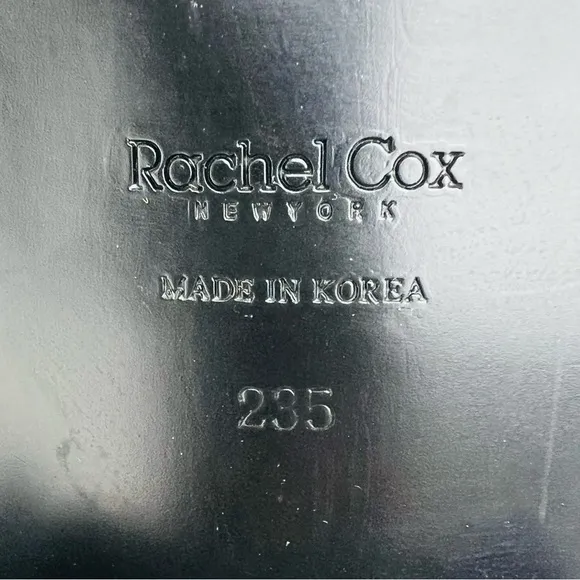 Rachel Cox
NEWYORK
MADE IN KOREA
235